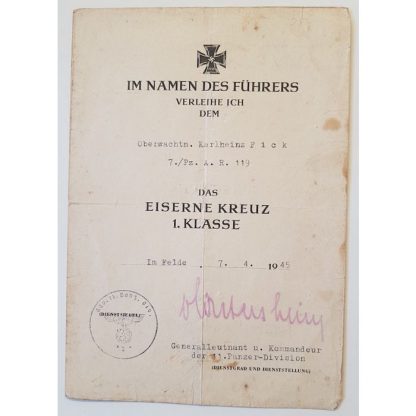 IM NAMEN DES FÜHRERS
VERLEIHE ICH
DEM
Oberwachtm. Karlheinz F i c k
7./Pz. A. R. 119
DAS
EISERNE KREUZ
1. KLASSE
Im Felde , 7. 4. 1945
(DIENSTSIEGEL)
Generalleutnant u. Kommandeur
der 11.Panzer-Division
(DIENSTGRAD UND DIENSTSTELLUNG)